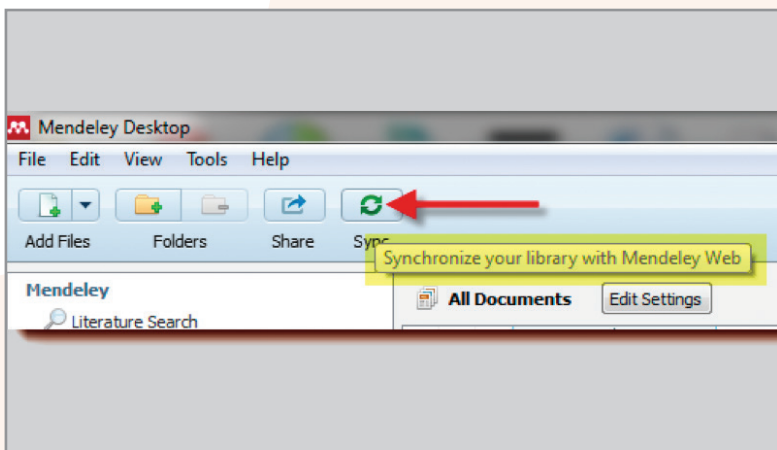 Mendeley Desktop
File Edit View Tools Help
Add Files Folders Share Sync
Synchronize your library with Mendeley Web
Mendeley
All Documents Edit Settings
Literature Search